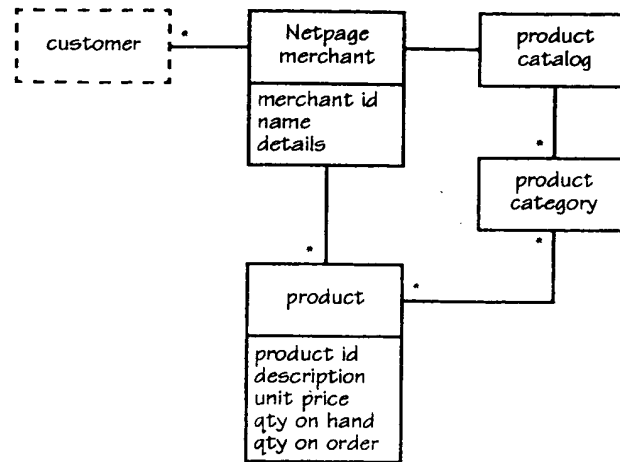 customer
*
Netpage
merchant
merchant id
name
details
product
catalog
*
product
category
*
*
*
product
product id
description
unit price
qty on hand
qty on order